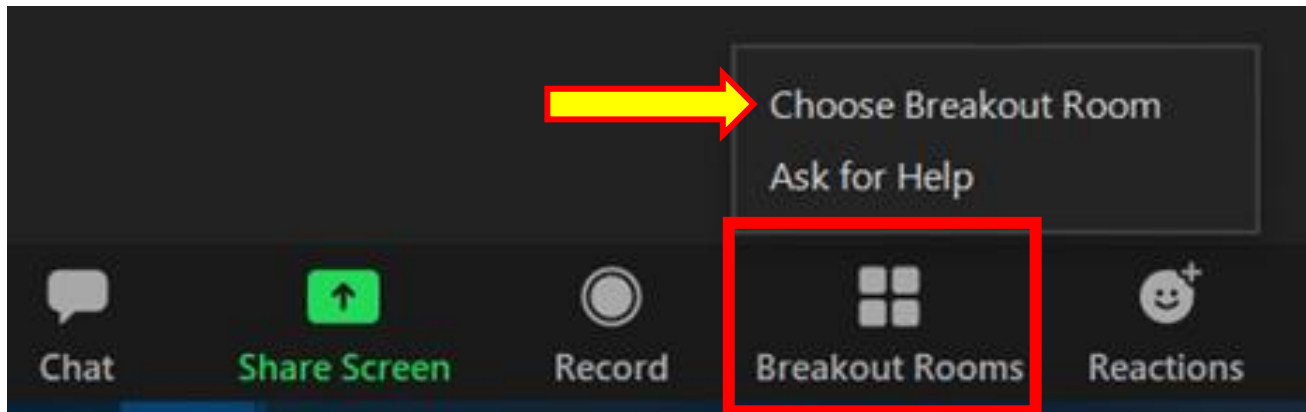 Choose Breakout Room
Ask for Help
Chat
Share Screen
Record
Breakout Rooms
Reactions